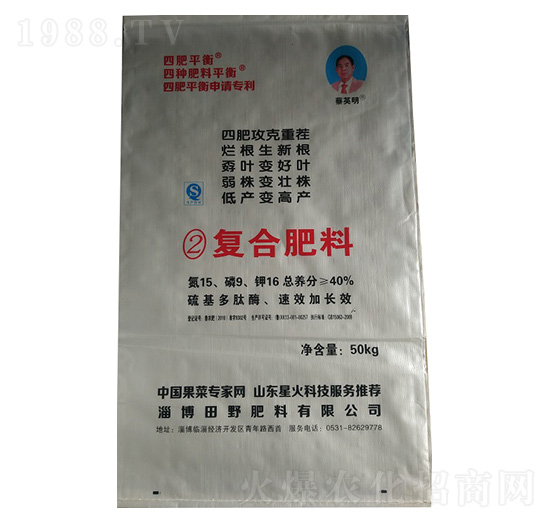 1988.TV
四肥平衡®
四种肥料平衡®
四肥平衡申请专利
蔡英明®
四肥攻克重茬
烂根生新根
孬叶变好叶
弱株变壮株
低产变高产
②复合肥料
氮15、磷9、钾16 总养分≥40%
硫基多肽酶、速效加长效
净含量：50kg
中国果菜专家网 山东星火科技服务推荐
淄博田野肥料有限公司
地址：淄博临淄经济开发区青年路西首 服务电话：0531-82629778
火爆农化招商网